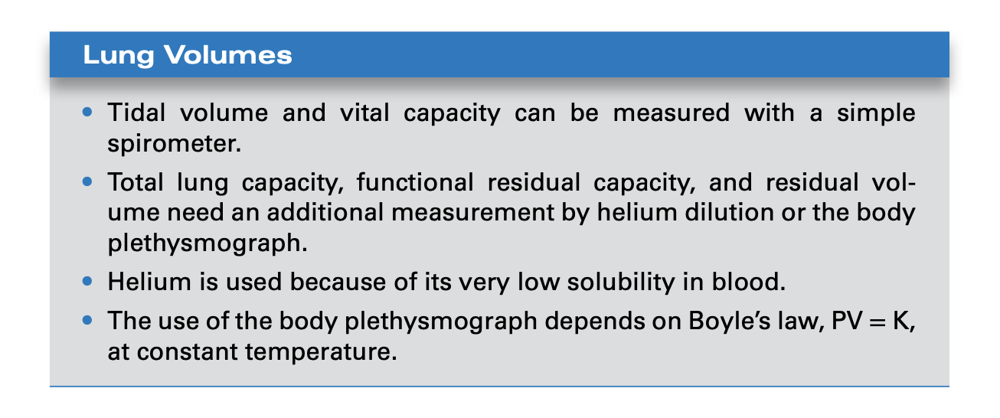 Lung Volumes
• Tidal volume and vital capacity can be measured with a simple
spirometer.
• Total lung capacity, functional residual capacity, and residual vol-
ume need an additional measurement by helium dilution or the body
plethysmograph.
• Helium is used because of its very low solubility in blood.
• The use of the body plethysmograph depends on Boyle’s law, PV = K,
at constant temperature.